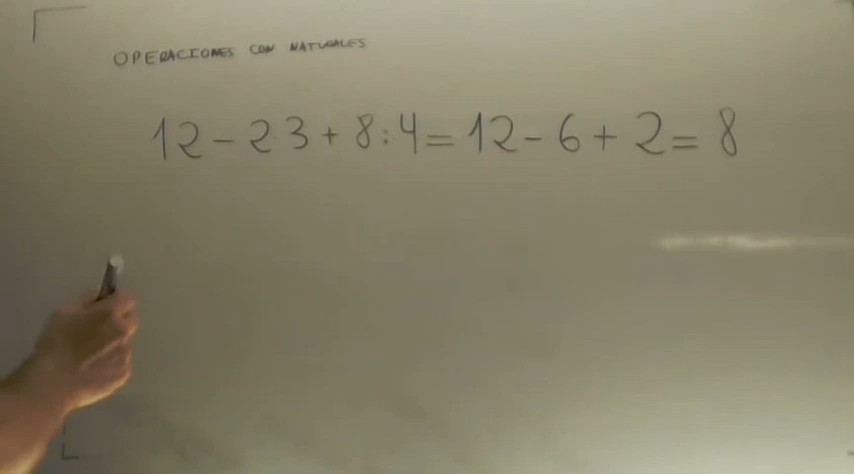 OPERACIONES CON NATURALES
12 - 2·3 + 8:4 = 12 - 6 + 2 = 8